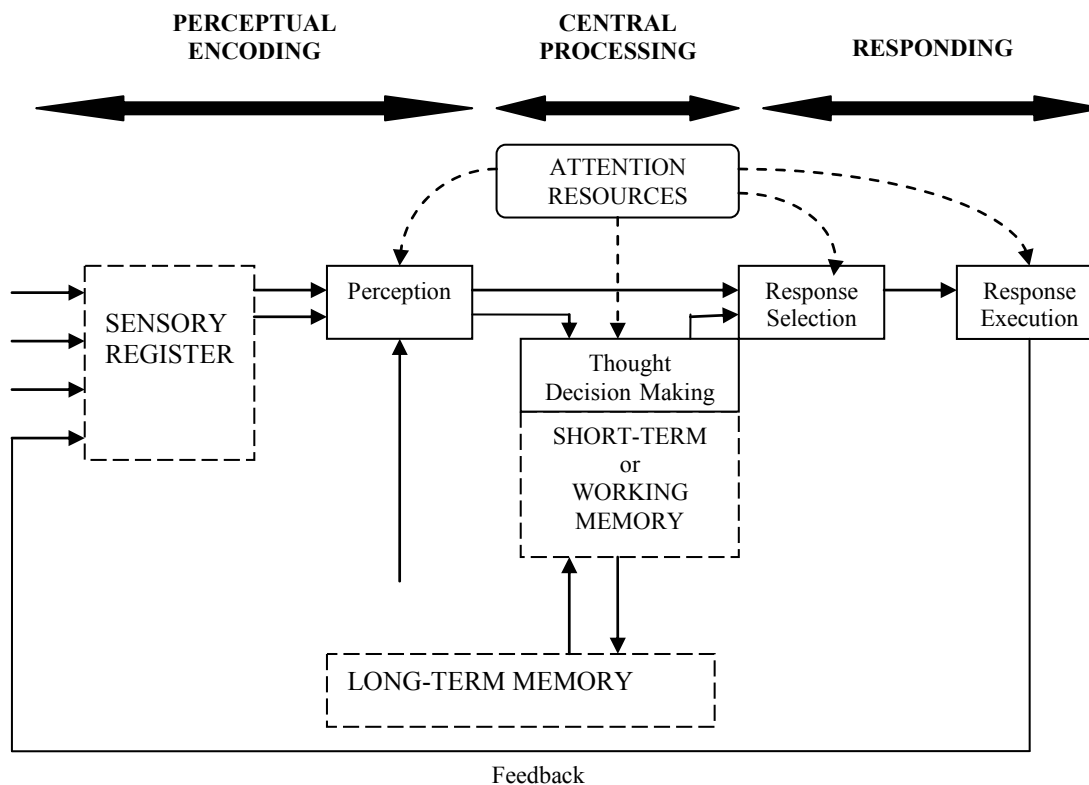 PERCEPTUAL
ENCODING
CENTRAL
PROCESSING
RESPONDING
ATTENTION
RESOURCES
SENSORY
REGISTER
Perception
Response
Selection
Response
Execution
Thought
Decision Making
SHORT-TERM
or
WORKING
MEMORY
LONG-TERM MEMORY
Feedback